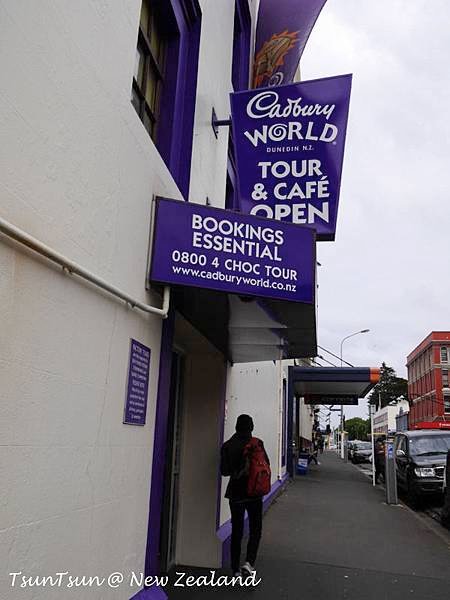 Cadbury
WORLD
DUNEDIN N.Z.
TOUR
& CAFÉ
OPEN
BOOKINGS
ESSENTIAL
0800 4 CHOC TOUR
www.cadburyworld.co.nz
TsunTsun @ New Zealand